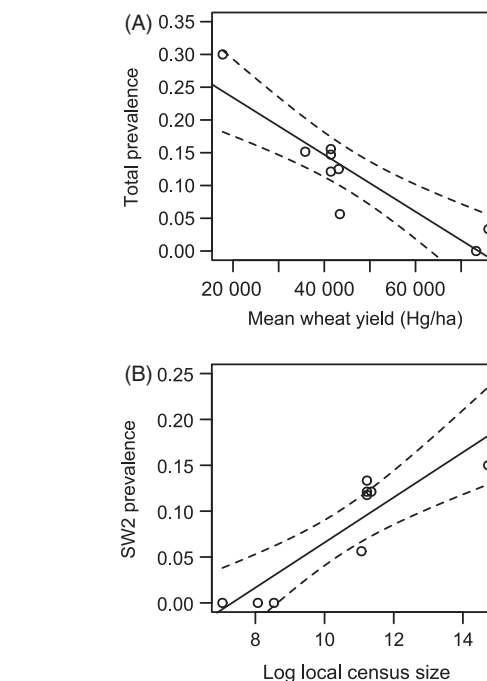 (A)
0.35
0.30
0.25
0.20
0.15
0.10
0.05
0.00
Total prevalence
20 000 40 000 60 000
Mean wheat yield (Hg/ha)
(B)
0.25
0.20
0.15
0.10
0.05
0.00
SW2 prevalence
8 10 12 14
Log local census size